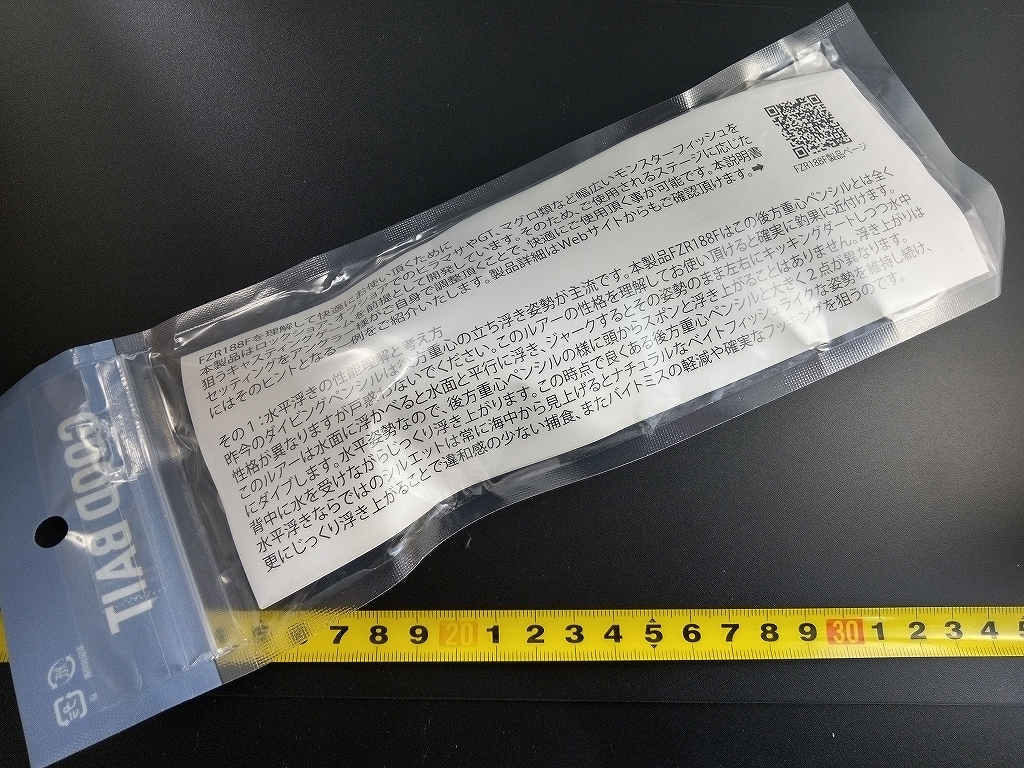 FZR188Fを理解して快適にお使い頂くために
本製品はロックショア、ショアでのヒラマサやGT、マグロ類など幅広いモンスターフィッシュを
狙うキャスティングゲームを前提として開発しています。そのため、ご使用されるステージに応じた
セッティングをアングラー様がご自身で調整頂くことで、快適にご使用頂く事が可能です。本説明書
にはそのヒントとなる一例をご紹介いたします。製品詳細はWebサイトからもご確認頂けます。➡
FZR188F製品ページ
その1:水平浮きの性能理解と考え方
昨今のダイビングペンシルは後方重心の立ち浮き姿勢が主流です。本製品FZR188Fはこの後方重心ペンシルとは全く
性格が異なりますが戸惑わないでください。このルアーの性格を理解してお使い頂けると確実に釣果に近付けます。
このルアーは水面に浮かべると水面と平行に浮き、ジャークするとその姿勢のまま左右にキッキングダートしつつ水中
にダイブします。水平姿勢なので、後方重心ペンシルの様に頭からスポンと浮き上がることはありません。浮き上がりは
背中に水を受けながらじっくり浮き上がります。この時点で良くある後方重心ペンシルと大きく2点が異なります。
水平浮きならではのシルエットは常に海中から見上げるとナチュラルなベイトフィッシュライクな姿勢を維持し続け、
更にじっくり浮き上がることで違和感の少ない捕食、またバイトミスの軽減や確実なフッキングを狙うのです。
GOOD BAIT
プラ
7 8 9 20 1 2 3 4 5 6 7 8 9 30 1 2 3 4 5